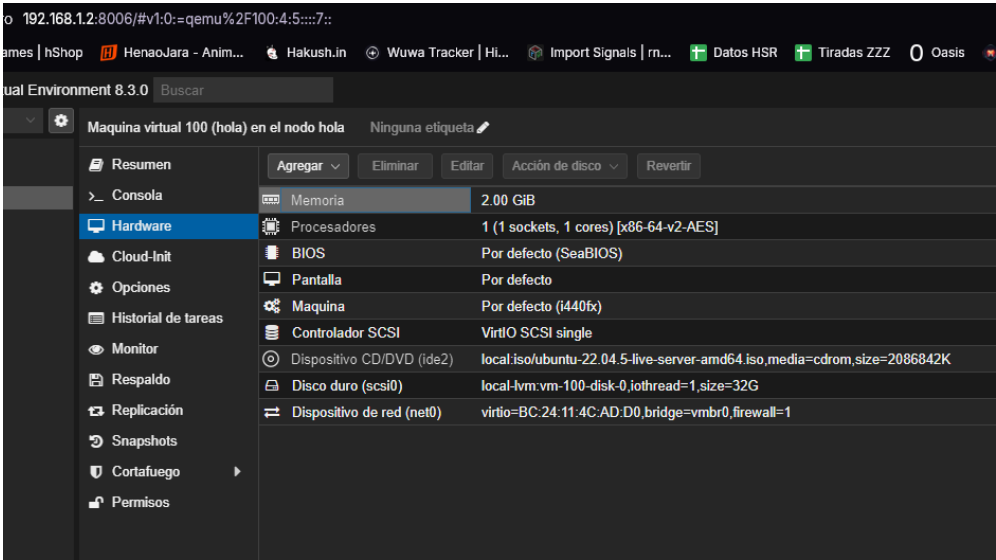 192.168.1.2:8006/#v1:0:=qemu%2F100:4:5::::7::
ames | hShop HenaoJara - Anim... Hakush.in Wuwa Tracker | Hi... Import Signals | rn... Datos HSR Tiradas ZZZ Oasis
tual Environment 8.3.0 Buscar
Maquina virtual 100 (hola) en el nodo hola Ninguna etiqueta
Resumen
Consola
Hardware
Cloud-Init
Opciones
Historial de tareas
Monitor
Respaldo
Replicación
Snapshots
Cortafuego
Permisos
Agregar Eliminar Editar Acción de disco Revertir
Memoria 2.00 GiB
Procesadores 1 (1 sockets, 1 cores) [x86-64-v2-AES]
BIOS Por defecto (SeaBIOS)
Pantalla Por defecto
Maquina Por defecto (i440fx)
Controlador SCSI VirtIO SCSI single
Dispositivo CD/DVD (ide2) local:iso/ubuntu-22.04.5-live-server-amd64.iso,media=cdrom,size=2086842K
Disco duro (scsi0) local-lvm:vm-100-disk-0,iothread=1,size=32G
Dispositivo de red (net0) virtio=BC:24:11:4C:AD:D0,bridge=vmbr0,firewall=1